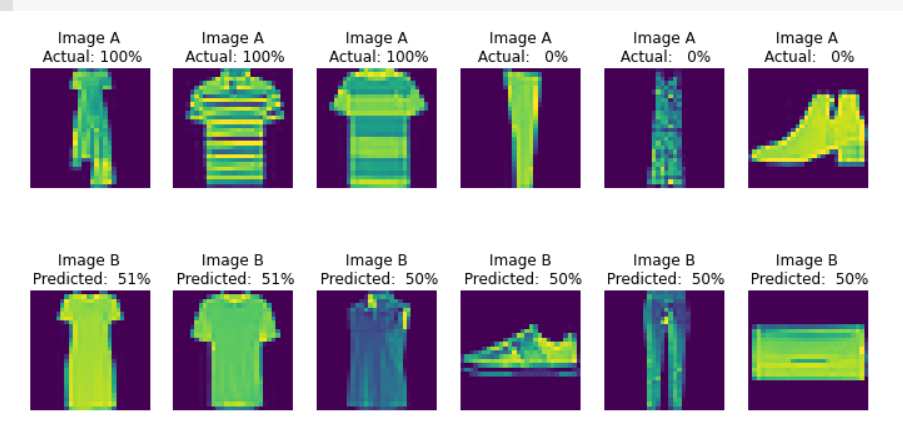 Image A Image A Image A Image A Image A Image A
Actual: 100% Actual: 100% Actual: 100% Actual:   0% Actual:   0% Actual:   0%
Image B Image B Image B Image B Image B Image B
Predicted:  51% Predicted:  51% Predicted:  50% Predicted:  50% Predicted:  50% Predicted:  50%